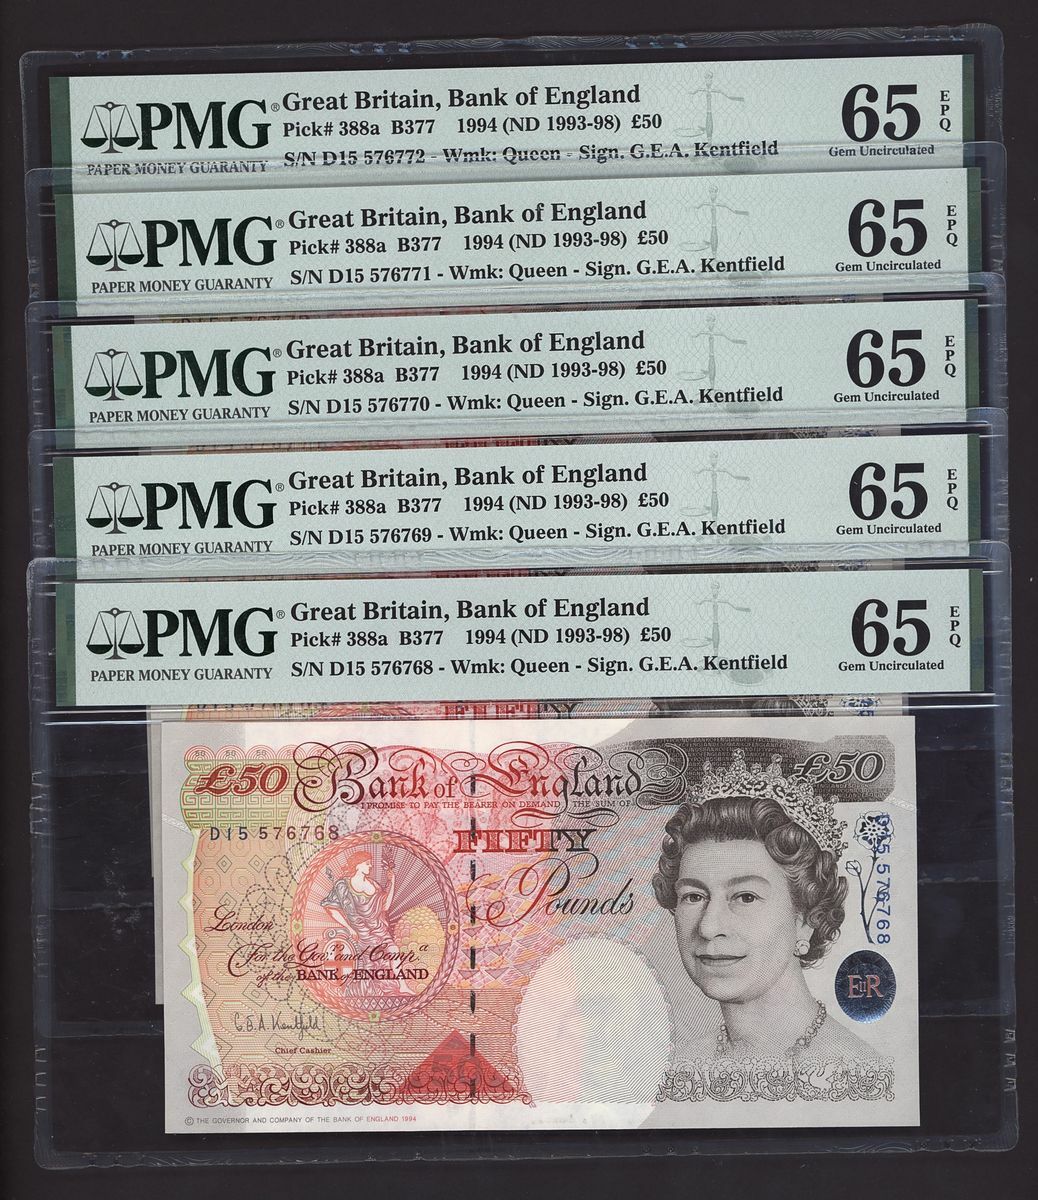 PMG®
PAPER MONEY GUARANTY
Great Britain, Bank of England
Pick# 388a B377 1994 (ND 1993-98) £50
S/N D15 576772 - Wmk: Queen - Sign. G.E.A. Kentfield
65 EPQ
Gem Uncirculated
PMG®
PAPER MONEY GUARANTY
Great Britain, Bank of England
Pick# 388a B377 1994 (ND 1993-98) £50
S/N D15 576771 - Wmk: Queen - Sign. G.E.A. Kentfield
65 EPQ
Gem Uncirculated
PMG®
PAPER MONEY GUARANTY
Great Britain, Bank of England
Pick# 388a B377 1994 (ND 1993-98) £50
S/N D15 576770 - Wmk: Queen - Sign. G.E.A. Kentfield
65 EPQ
Gem Uncirculated
FIFTY
PMG®
PAPER MONEY GUARANTY
Great Britain, Bank of England
Pick# 388a B377 1994 (ND 1993-98) £50
S/N D15 576769 - Wmk: Queen - Sign. G.E.A. Kentfield
65 EPQ
Gem Uncirculated
PMG®
PAPER MONEY GUARANTY
Great Britain, Bank of England
Pick# 388a B377 1994 (ND 1993-98) £50
S/N D15 576768 - Wmk: Queen - Sign. G.E.A. Kentfield
65 EPQ
Gem Uncirculated
FIFTY
50 50 50 50
£50 Bank of England £50
I PROMISE TO PAY THE BEARER ON DEMAND THE SUM OF
D15 576768
FIFTY
Pounds
D15 576768
London
For the Govr. and Compa.
of the BANK of ENGLAND
EIIR
G E A Kentfield
Chief Cashier
© THE GOVERNOR AND COMPANY OF THE BANK OF ENGLAND 1994